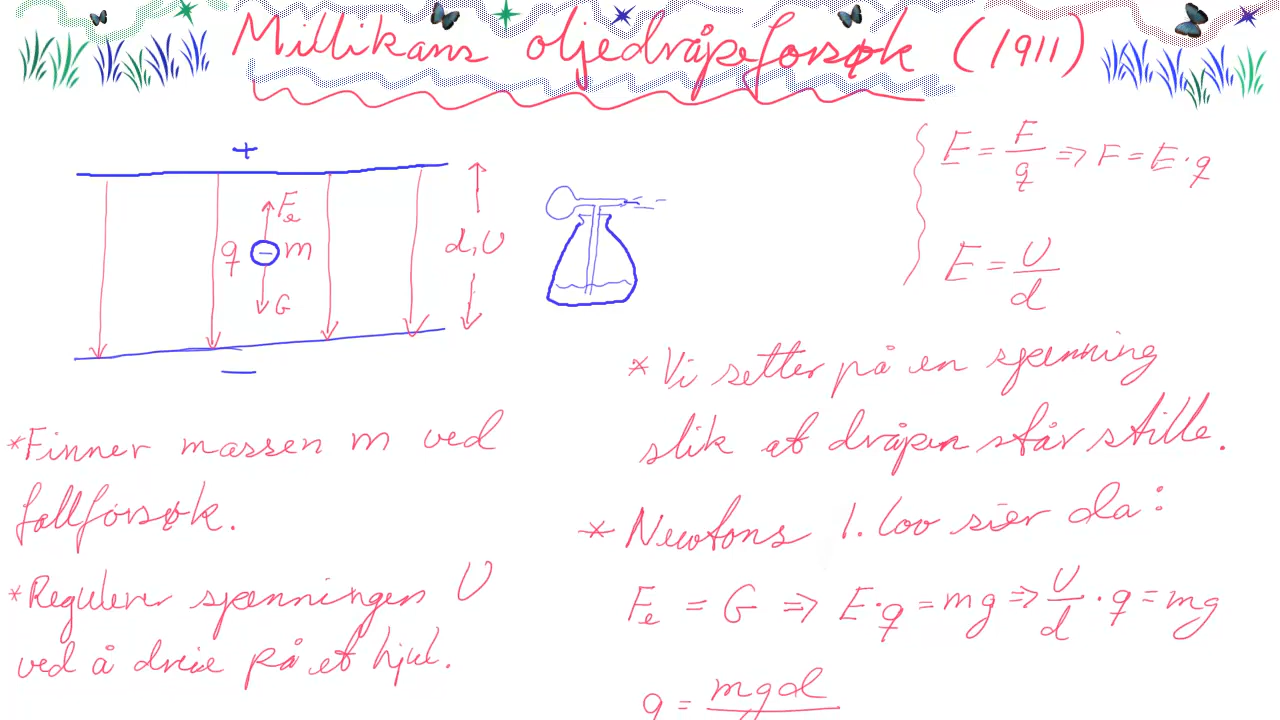 Millikans oljedråpeforsøk (1911)
+
Fe
q - m
G
d, U
–
E = F/q ⇒ F = E·q
E = U/d
* Finner massen m ved
fallforsøk.
* Regulerer spenningen U
ved å dreie på et hjul.
* Vi setter på en spenning
slik at dråpen står stille.
* Newtons 1. lov sier da:
Fe = G ⇒ E·q = mg ⇒ U/d · q = mg
q = mgd